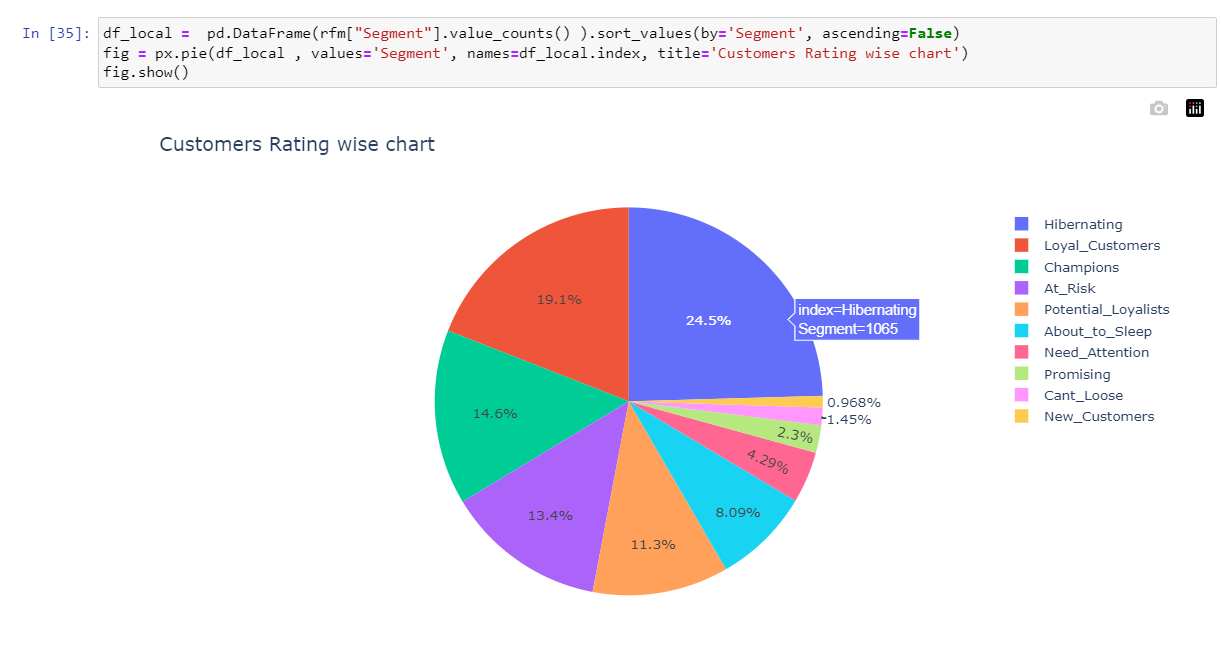 In [35]:
df_local =  pd.DataFrame(rfm["Segment"].value_counts() ).sort_values(by='Segment', ascending=False)
fig = px.pie(df_local , values='Segment', names=df_local.index, title='Customers Rating wise chart')
fig.show()
Customers Rating wise chart
24.5%
index=Hibernating
Segment=1065
19.1%
14.6%
13.4%
11.3%
8.09%
4.29%
2.3%
1.45%
0.968%
Hibernating
Loyal_Customers
Champions
At_Risk
Potential_Loyalists
About_to_Sleep
Need_Attention
Promising
Cant_Loose
New_Customers